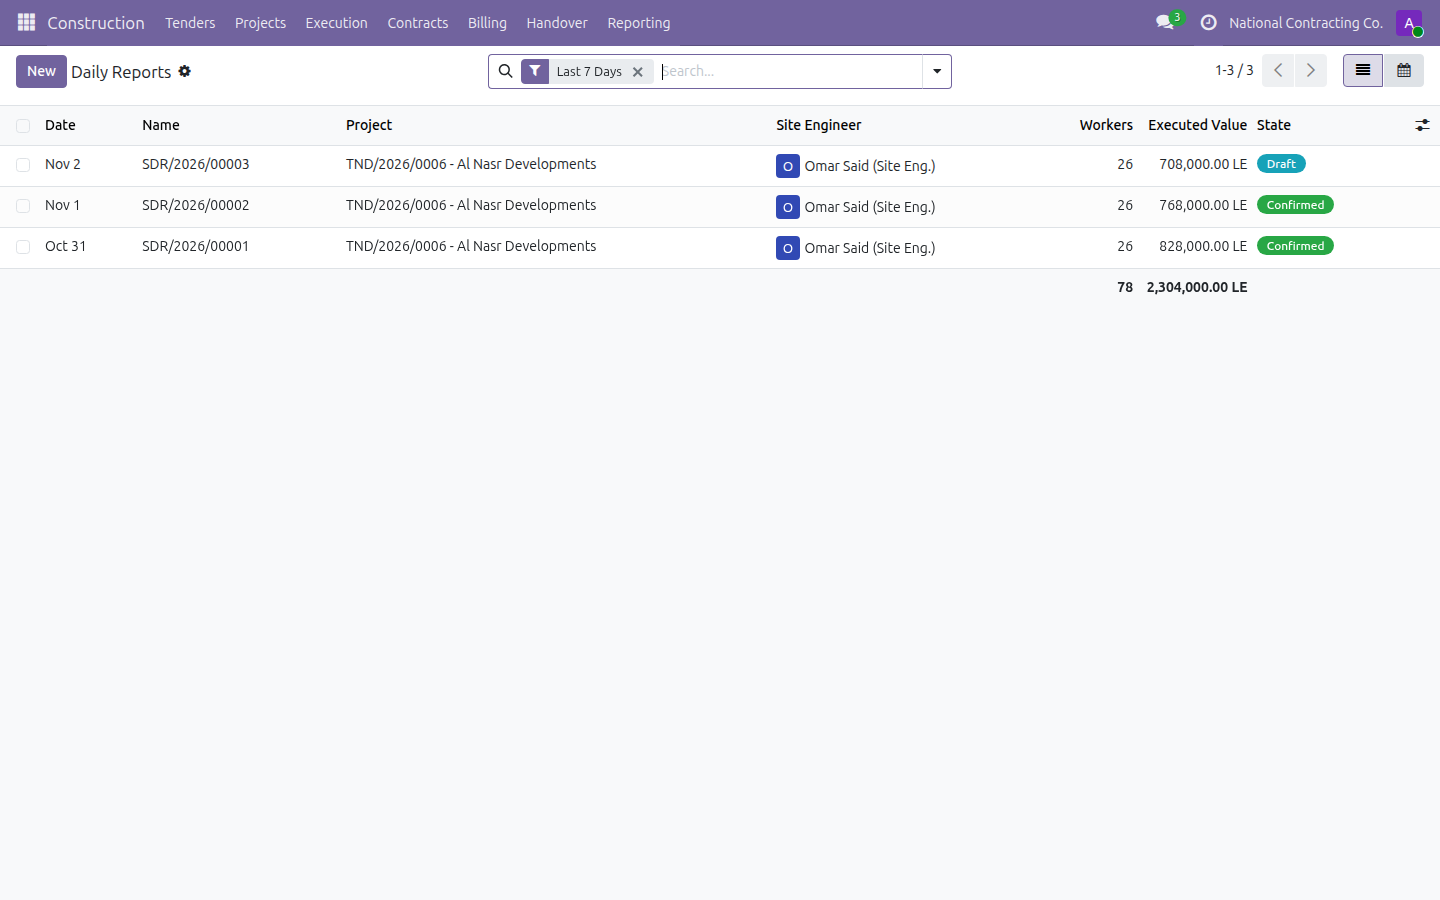 Construction Tenders Projects Execution Contracts Billing Handover Reporting 3 National Contracting Co. A
New Daily Reports Last 7 Days Search... 1-3 / 3
Date Name Project Site Engineer Workers Executed Value State
Nov 2 SDR/2026/00003 TND/2026/0006 - Al Nasr Developments O Omar Said (Site Eng.) 26 708,000.00 LE Draft
Nov 1 SDR/2026/00002 TND/2026/0006 - Al Nasr Developments O Omar Said (Site Eng.) 26 768,000.00 LE Confirmed
Oct 31 SDR/2026/00001 TND/2026/0006 - Al Nasr Developments O Omar Said (Site Eng.) 26 828,000.00 LE Confirmed
78 2,304,000.00 LE